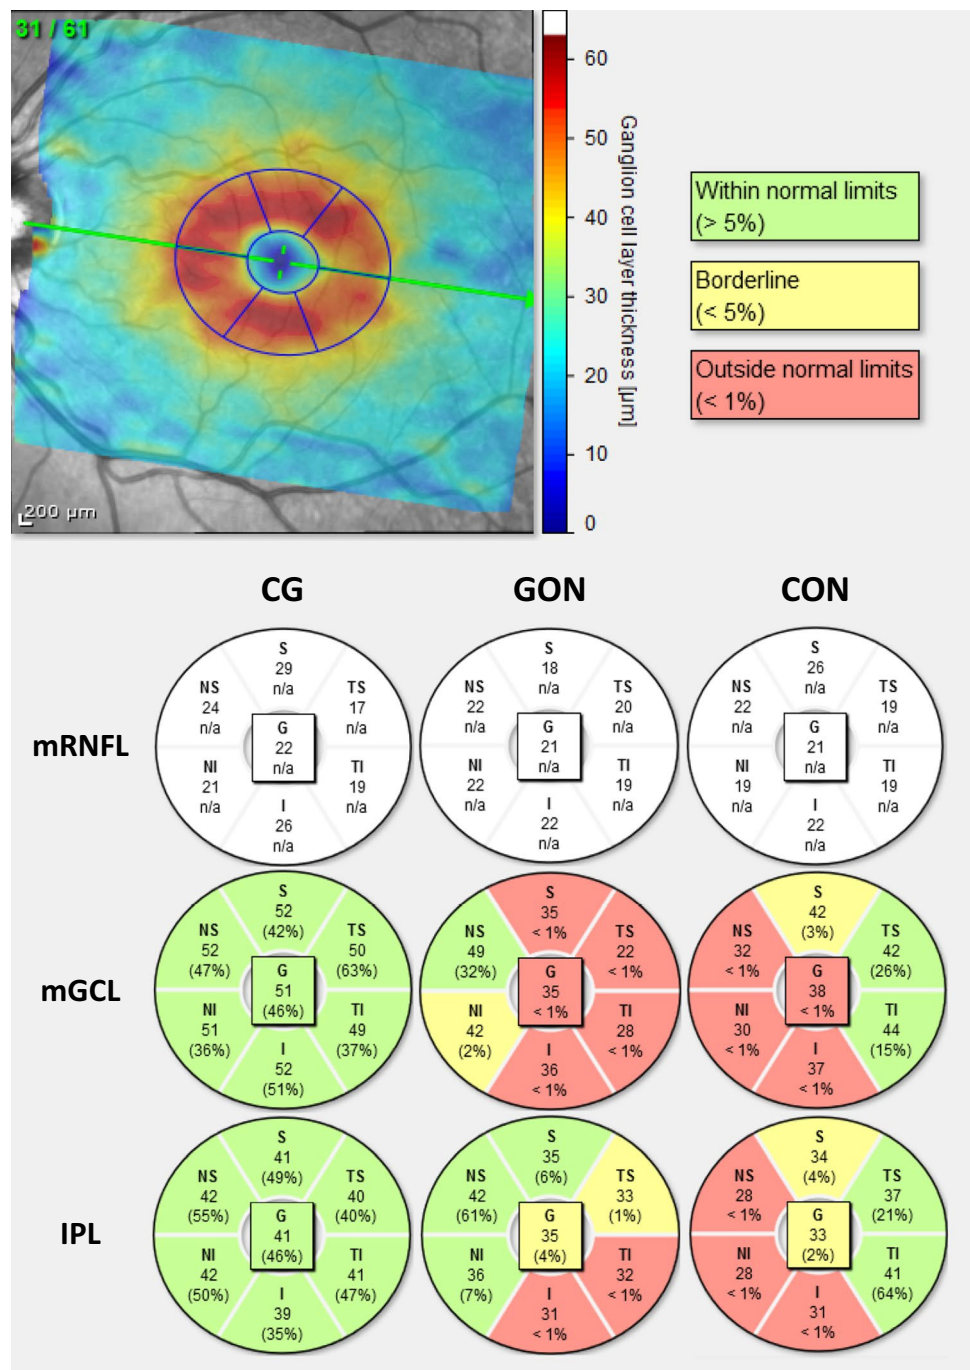 31 / 61
60
50
40
30
20
10
0
Ganglion cell layer thickness [µm]
200 µm
Within normal limits
(> 5%)
Borderline
(< 5%)
Outside normal limits
(< 1%)
CG GON CON
mRNFL
S
29
n/a
NS
24
n/a
TS
17
n/a
G
22
n/a
NI
21
n/a
TI
19
n/a
I
26
n/a
S
18
n/a
NS
22
n/a
TS
20
n/a
G
21
n/a
NI
22
n/a
TI
19
n/a
I
22
n/a
S
26
n/a
NS
22
n/a
TS
19
n/a
G
21
n/a
NI
19
n/a
TI
19
n/a
I
22
n/a
mGCL
S
52
(42%)
NS
52
(47%)
TS
50
(63%)
G
51
(46%)
NI
51
(36%)
TI
49
(37%)
I
52
(51%)
S
35
< 1%
NS
49
(32%)
TS
22
< 1%
G
35
< 1%
NI
42
(2%)
TI
28
< 1%
I
36
< 1%
S
42
(3%)
NS
32
< 1%
TS
42
(26%)
G
38
< 1%
NI
30
< 1%
TI
44
(15%)
I
37
< 1%
IPL
S
41
(49%)
NS
42
(55%)
TS
40
(40%)
G
41
(46%)
NI
42
(50%)
TI
41
(47%)
I
39
(35%)
S
35
(6%)
NS
42
(61%)
TS
33
(1%)
G
35
(4%)
NI
36
(7%)
TI
32
< 1%
I
31
< 1%
S
34
(4%)
NS
28
< 1%
TS
37
(21%)
G
33
(2%)
NI
28
< 1%
TI
41
(64%)
I
31
< 1%